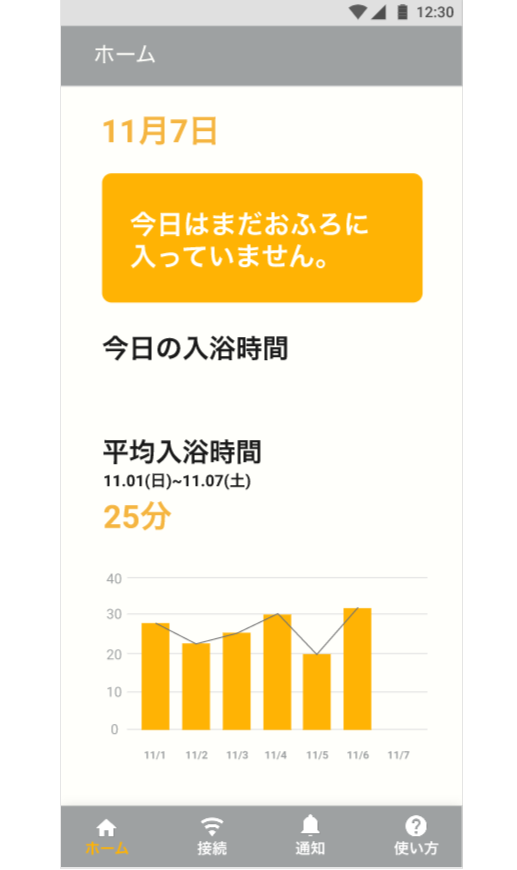 12:30
ホーム
11月7日
今日はまだおふろに
入っていません。
今日の入浴時間
平均入浴時間
11.01(日)~11.07(土)
25分
40
30
20
10
0
11/1 11/2 11/3 11/4 11/5 11/6 11/7
ホーム 接続 通知 使い方